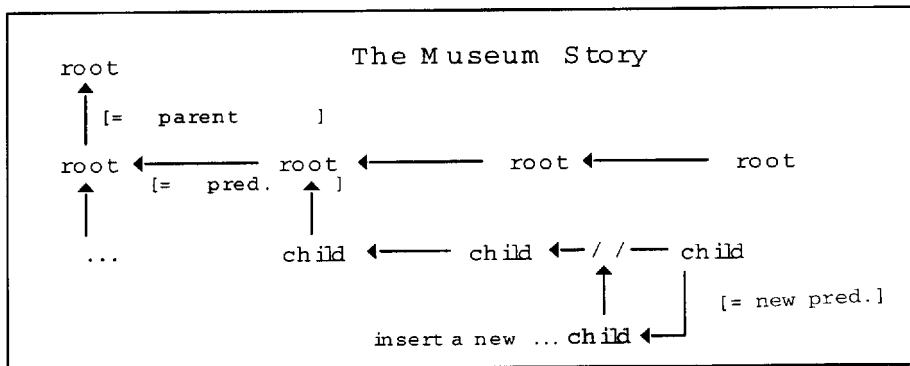 The Museum Story
root
[= parent ]
root root root root
[= pred. ]
... child child // child
[= new pred.]
insert a new ... child